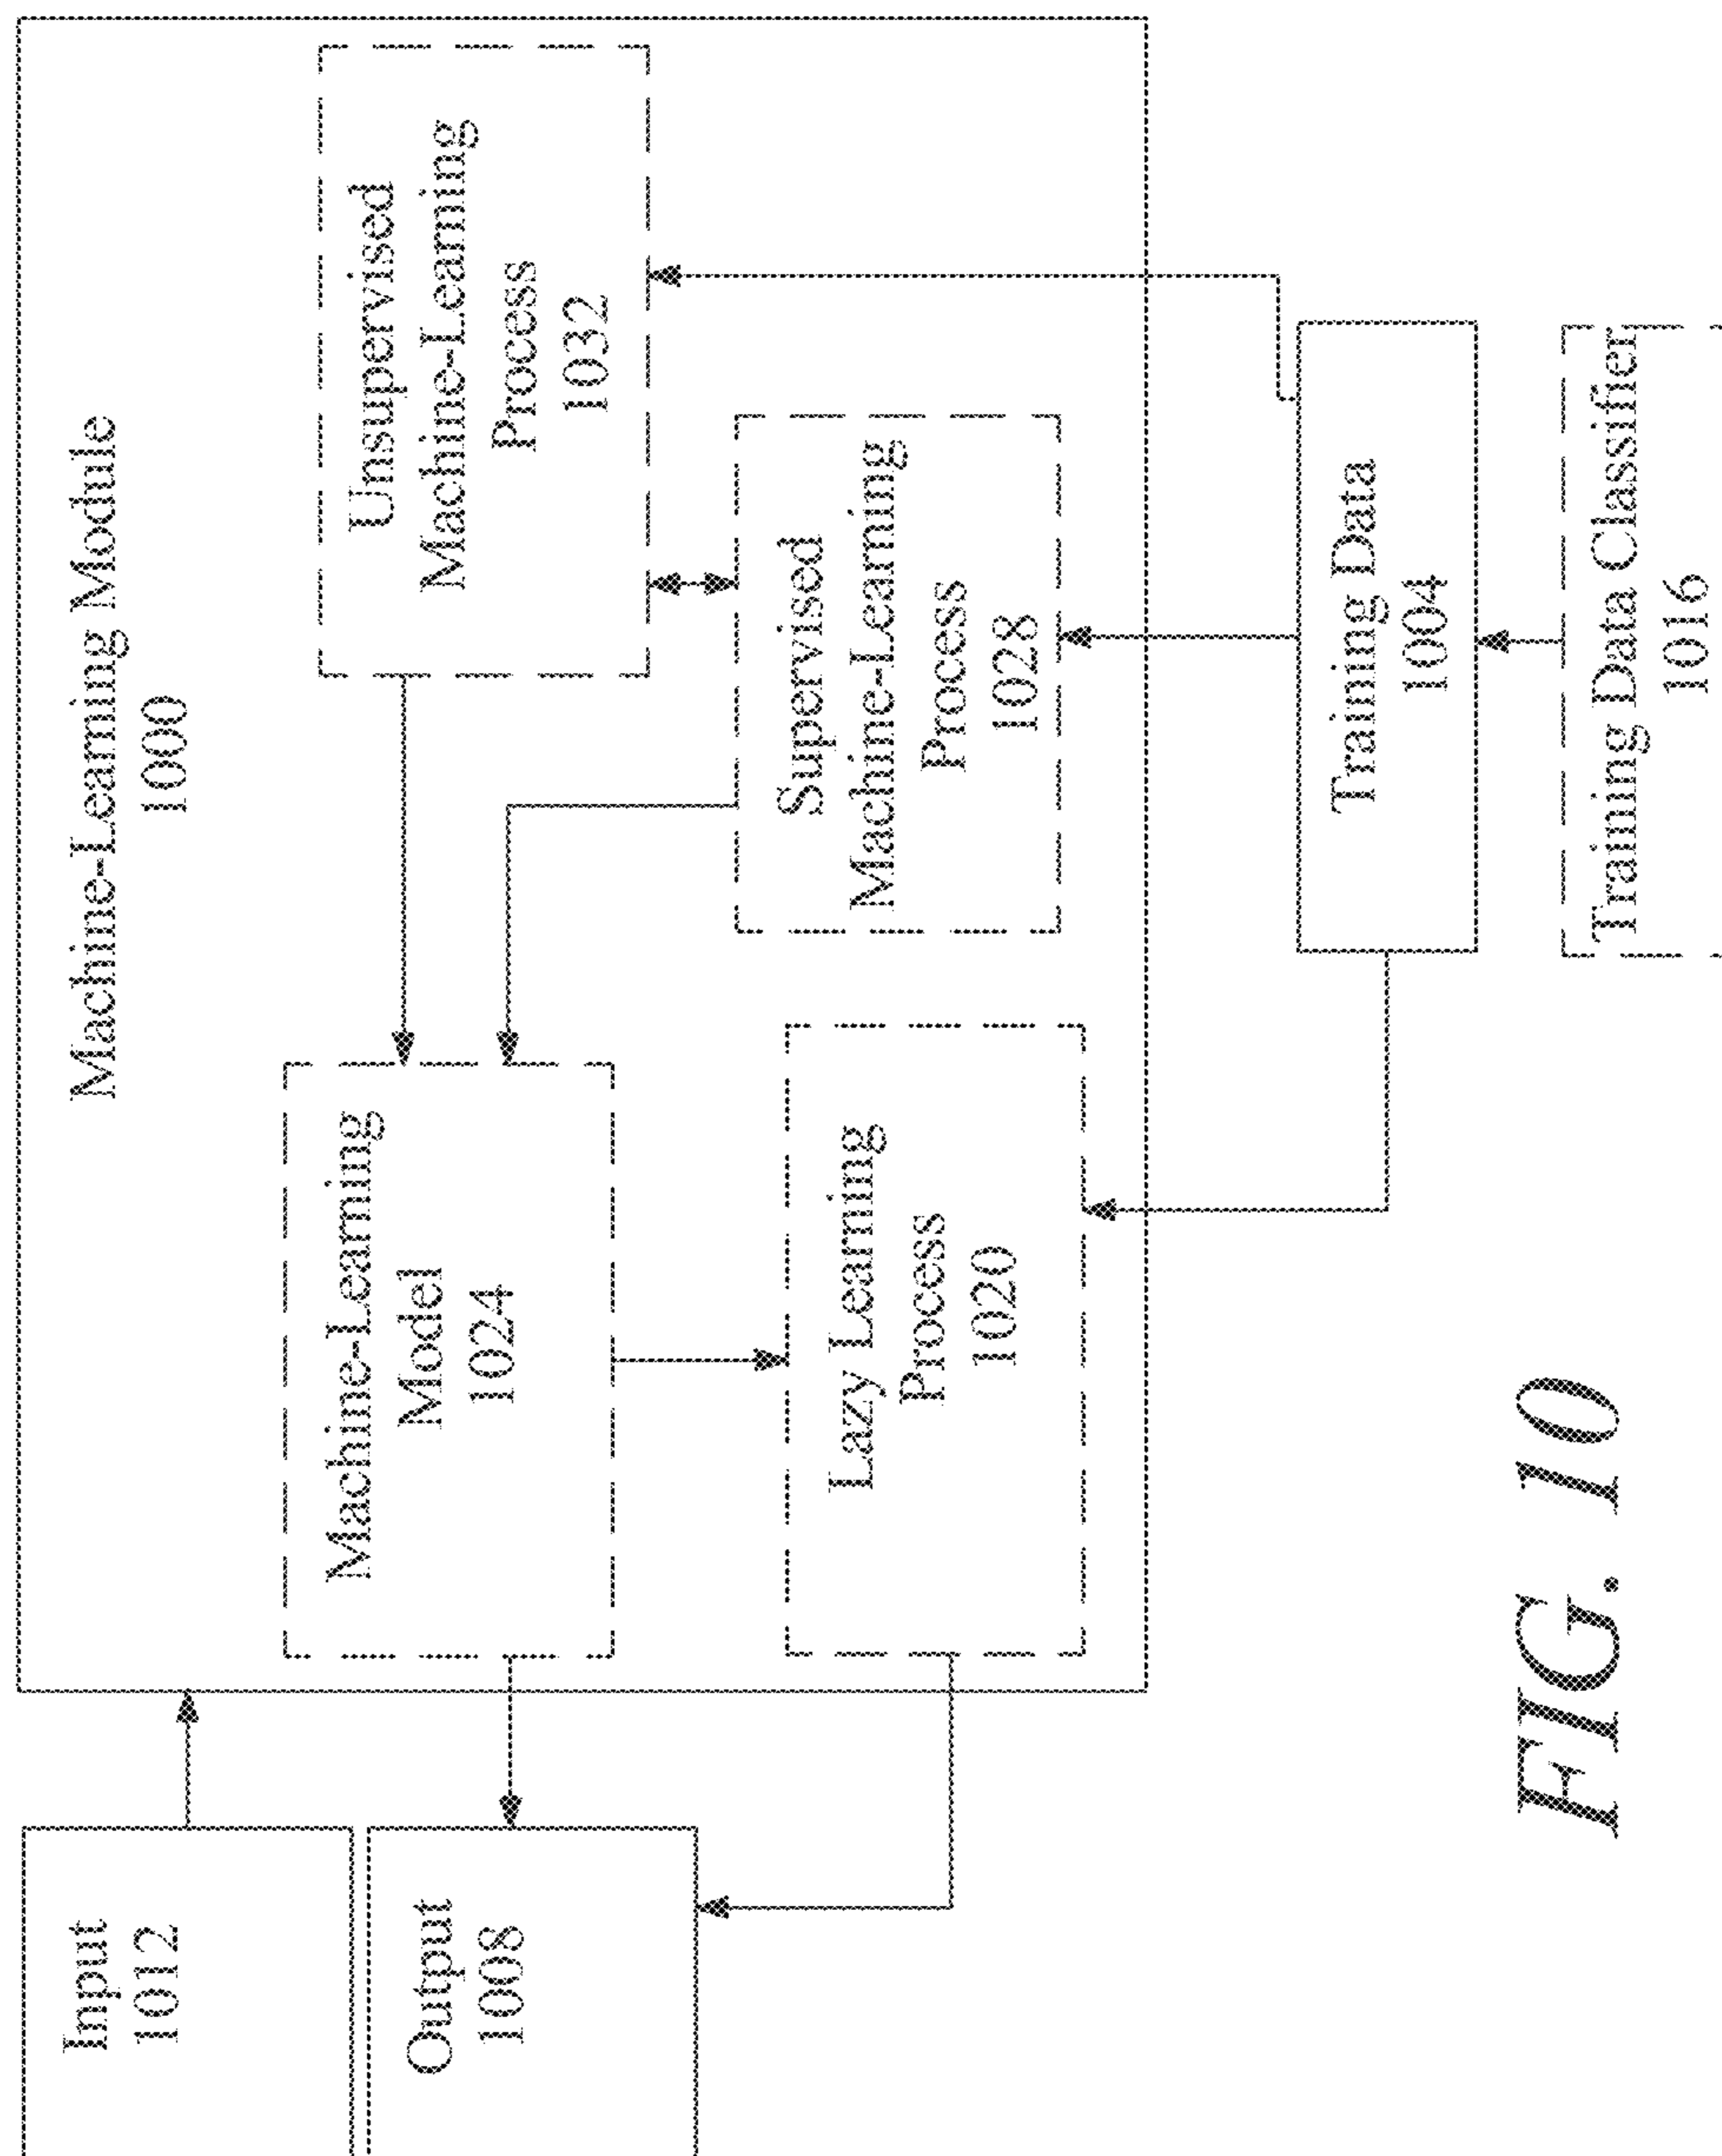 Machine-Learning Module
1000
Input
1012
Output
1008
Machine-Learning
Model
1024
Unsupervised
Machine-Learning
Process
1032
Lazy Learning
Process
1020
Supervised
Machine-Learning
Process
1028
Training Data
1004
Training Data Classifier
1016
FIG. 10